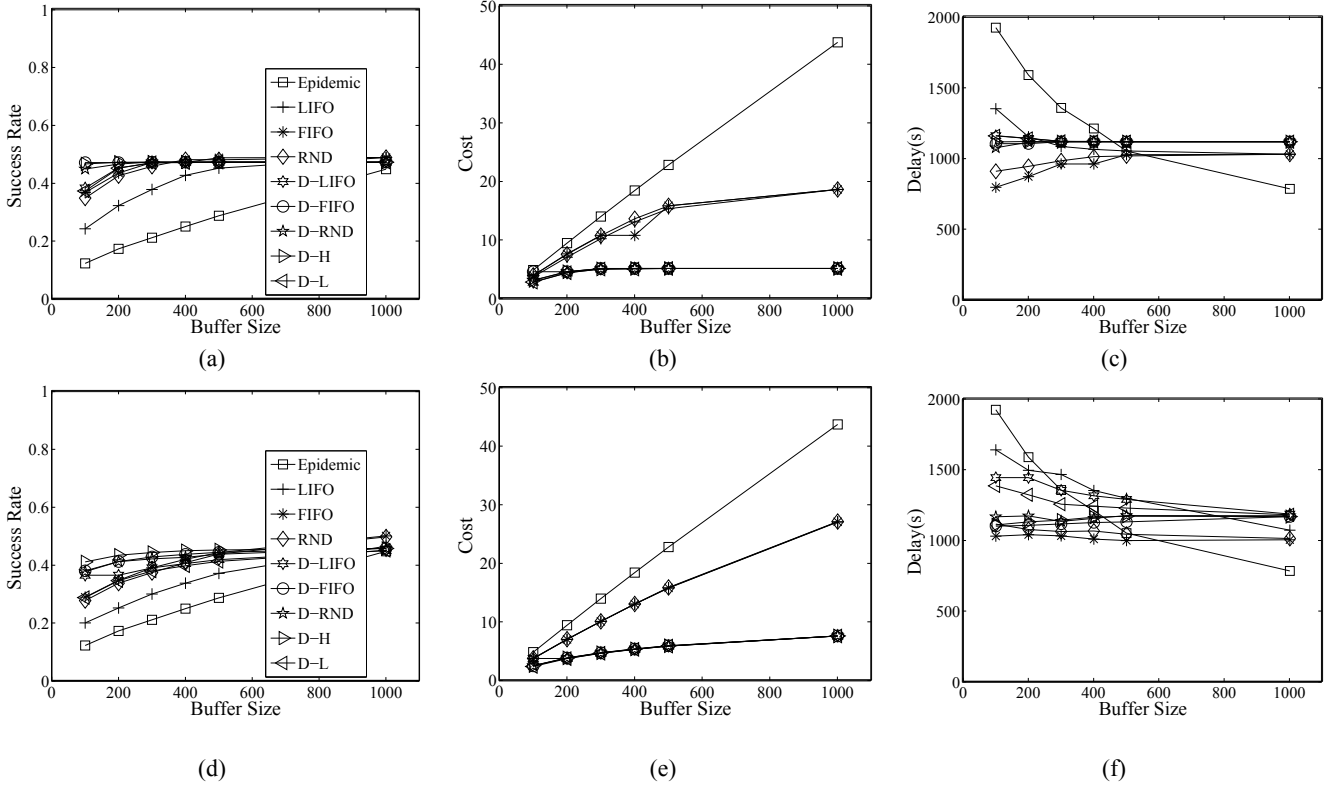 1
0.8
0.6
0.4
0.2
0
0 200 400 600 800 1000
Success Rate
Buffer Size
Epidemic
LIFO
FIFO
RND
D−LIFO
D−FIFO
D−RND
D−H
D−L
(a)
50
40
30
20
10
0
0 200 400 600 800 1000
Cost
Buffer Size
(b)
2000
1500
1000
500
0
0 200 400 600 800 1000
Delay(s)
Buffer Size
(c)
1
0.8
0.6
0.4
0.2
0
0 200 400 600 800 1000
Success Rate
Buffer Size
Epidemic
LIFO
FIFO
RND
D−LIFO
D−FIFO
D−RND
D−H
D−L
(d)
50
40
30
20
10
0
0 200 400 600 800 1000
Cost
Buffer Size
(e)
2000
1500
1000
500
0
0 200 400 600 800 1000
Delay(s)
Buffer Size
(f)